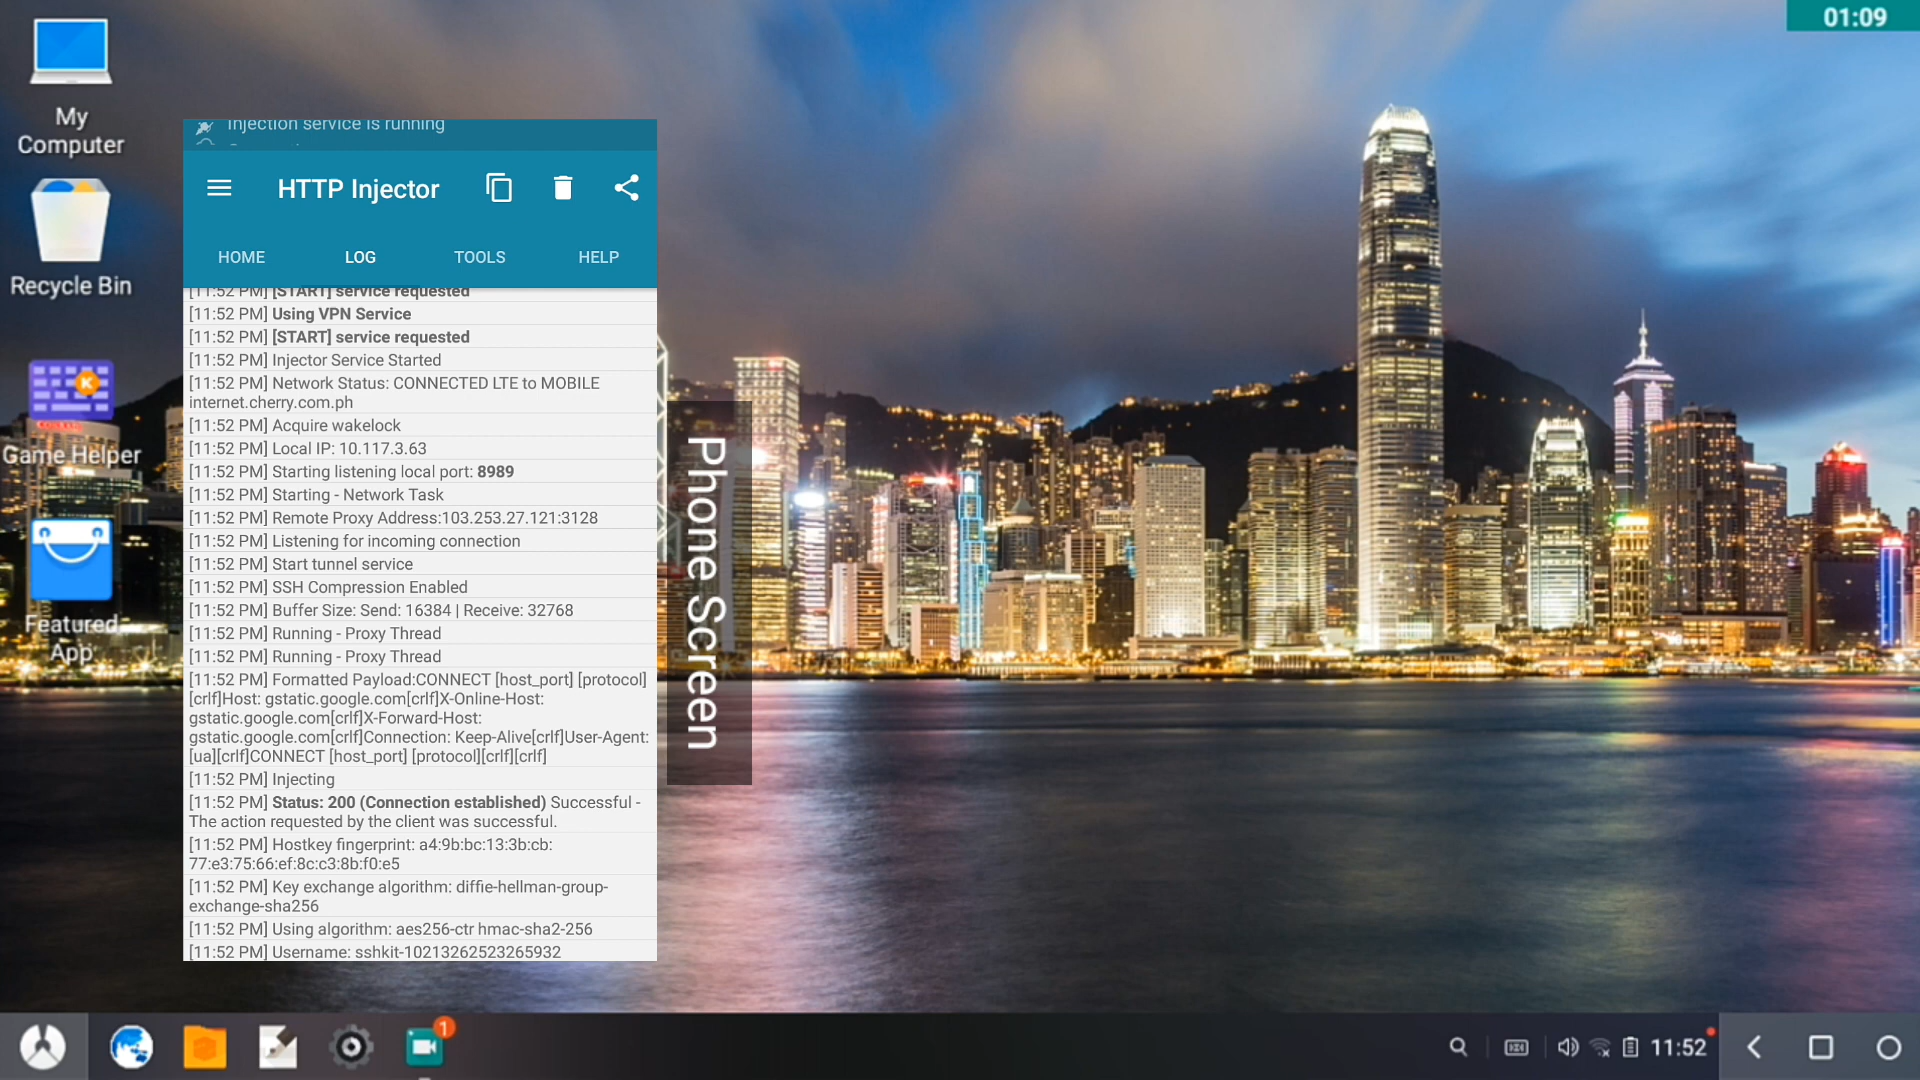 01:09
My
Computer
Recycle Bin
Game Helper
Featured
App
Injection service is running
HTTP Injector
HOME
LOG
TOOLS
HELP
[11:52 PM] [START] service requested
[11:52 PM] Using VPN Service
[11:52 PM] [START] service requested
[11:52 PM] Injector Service Started
[11:52 PM] Network Status: CONNECTED LTE to MOBILE
internet.cherry.com.ph
[11:52 PM] Acquire wakelock
[11:52 PM] Local IP: 10.117.3.63
[11:52 PM] Starting listening local port: 8989
[11:52 PM] Starting - Network Task
[11:52 PM] Remote Proxy Address:103.253.27.121:3128
[11:52 PM] Listening for incoming connection
[11:52 PM] Start tunnel service
[11:52 PM] SSH Compression Enabled
[11:52 PM] Buffer Size: Send: 16384 | Receive: 32768
[11:52 PM] Running - Proxy Thread
[11:52 PM] Running - Proxy Thread
[11:52 PM] Formatted Payload:CONNECT [host_port] [protocol]
[crlf]Host: gstatic.google.com[crlf]X-Online-Host:
gstatic.google.com[crlf]X-Forward-Host:
gstatic.google.com[crlf]Connection: Keep-Alive[crlf]User-Agent:
[ua][crlf]CONNECT [host_port] [protocol][crlf][crlf]
[11:52 PM] Injecting
[11:52 PM] Status: 200 (Connection established) Successful -
The action requested by the client was successful.
[11:52 PM] Hostkey fingerprint: a4:9b:bc:13:3b:cb:
77:e3:75:66:ef:8c:c3:8b:f0:e5
[11:52 PM] Key exchange algorithm: diffie-hellman-group-
exchange-sha256
[11:52 PM] Using algorithm: aes256-ctr hmac-sha2-256
[11:52 PM] Username: sshkit-10213262523265932
Phone Screen
1
11:52